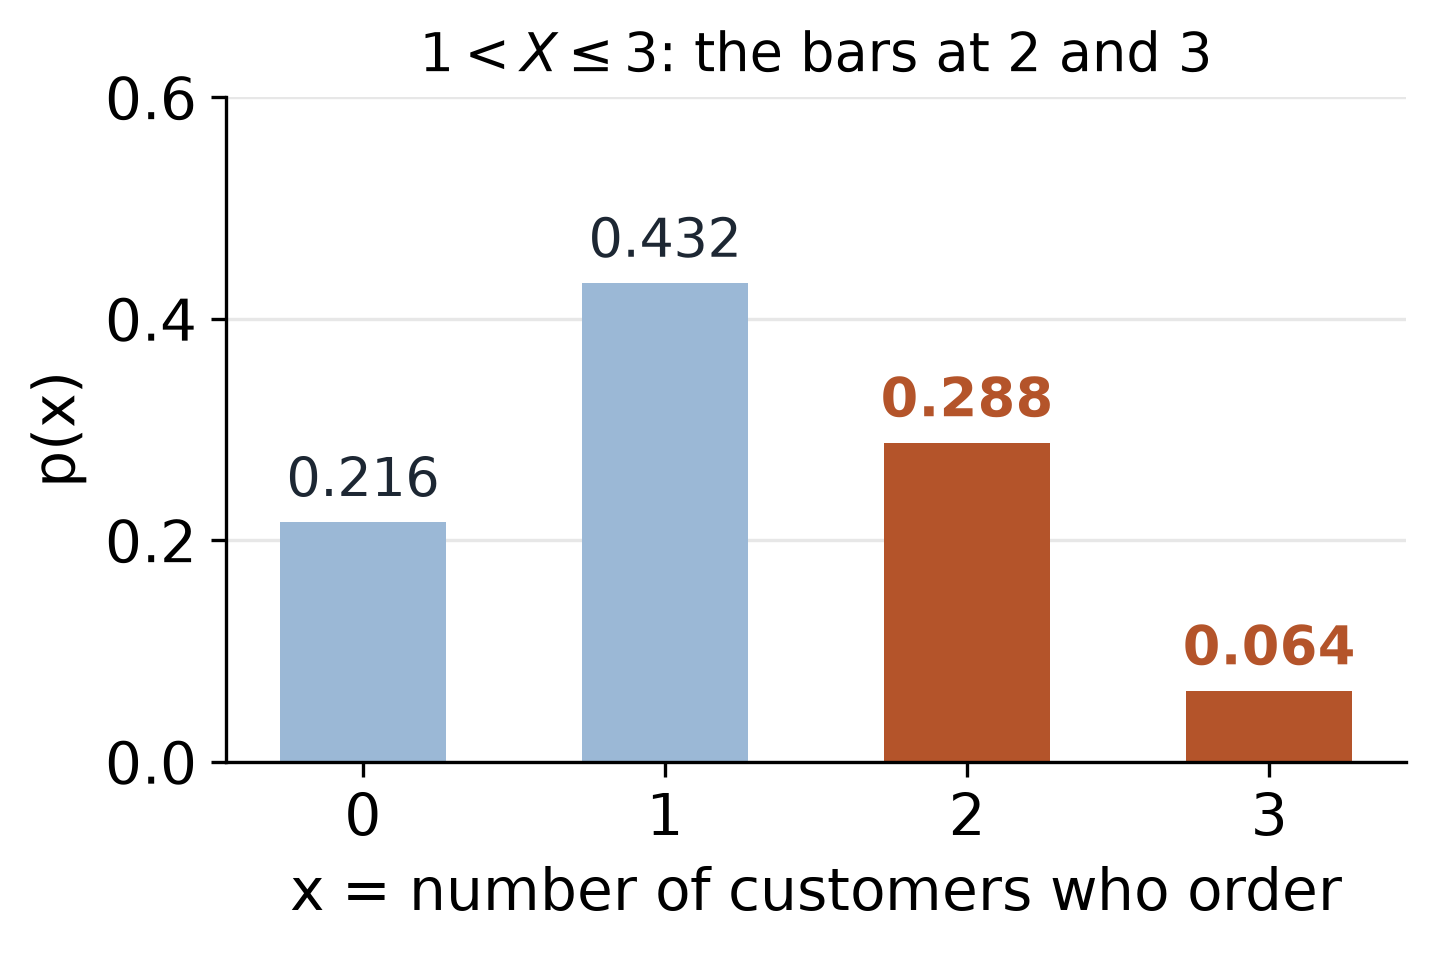 1 < X ≤ 3: the bars at 2 and 3
0.6
0.4
0.2
0.0
p(x)
0.216
0.432
0.288
0.064
0 1 2 3
x = number of customers who order